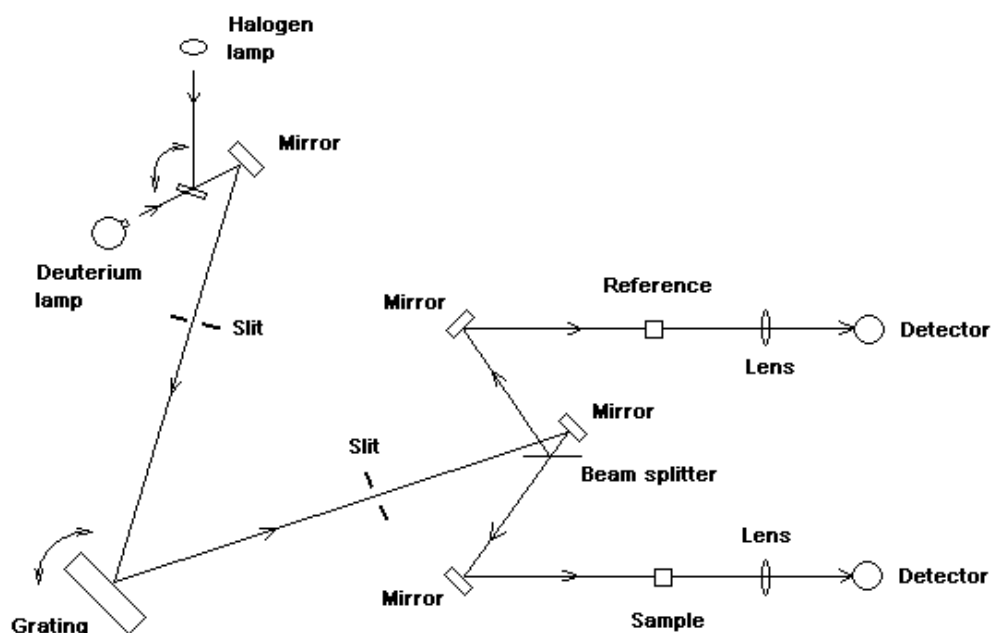 Halogen
lamp
Mirror
Deuterium
lamp
Slit
Mirror
Reference
Detector
Lens
Mirror
Slit
Beam splitter
Lens
Mirror
Detector
Sample
Grating